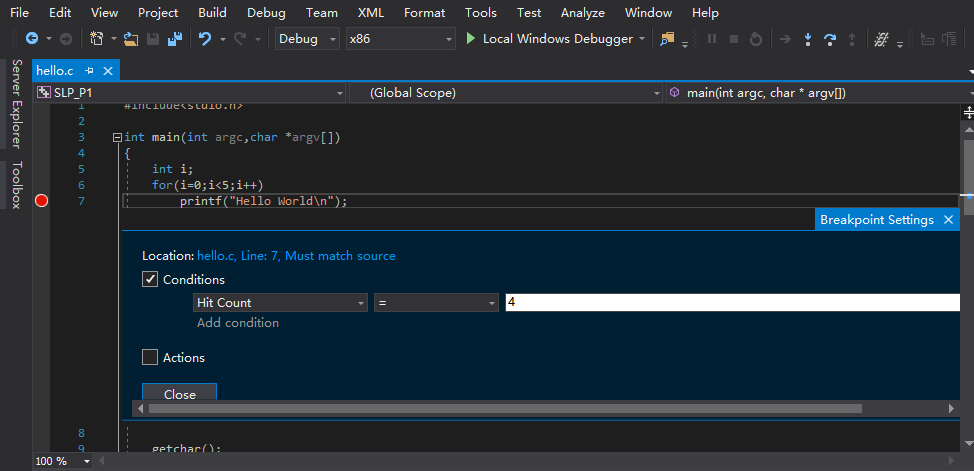 File Edit View Project Build Debug Team XML Format Tools Test Analyze Window Help
Debug x86 Local Windows Debugger
hello.c
Server Explorer
Toolbox
SLP_P1 (Global Scope) main(int argc, char * argv[])
1 #include<stdio.h>
2
3 int main(int argc,char *argv[])
4 {
5 int i;
6 for(i=0;i<5;i++)
7 printf("Hello World\n");
Breakpoint Settings
Location: hello.c, Line: 7, Must match source
Conditions
Hit Count = 4
Add condition
Actions
Close
8
9 getchar();
100 %